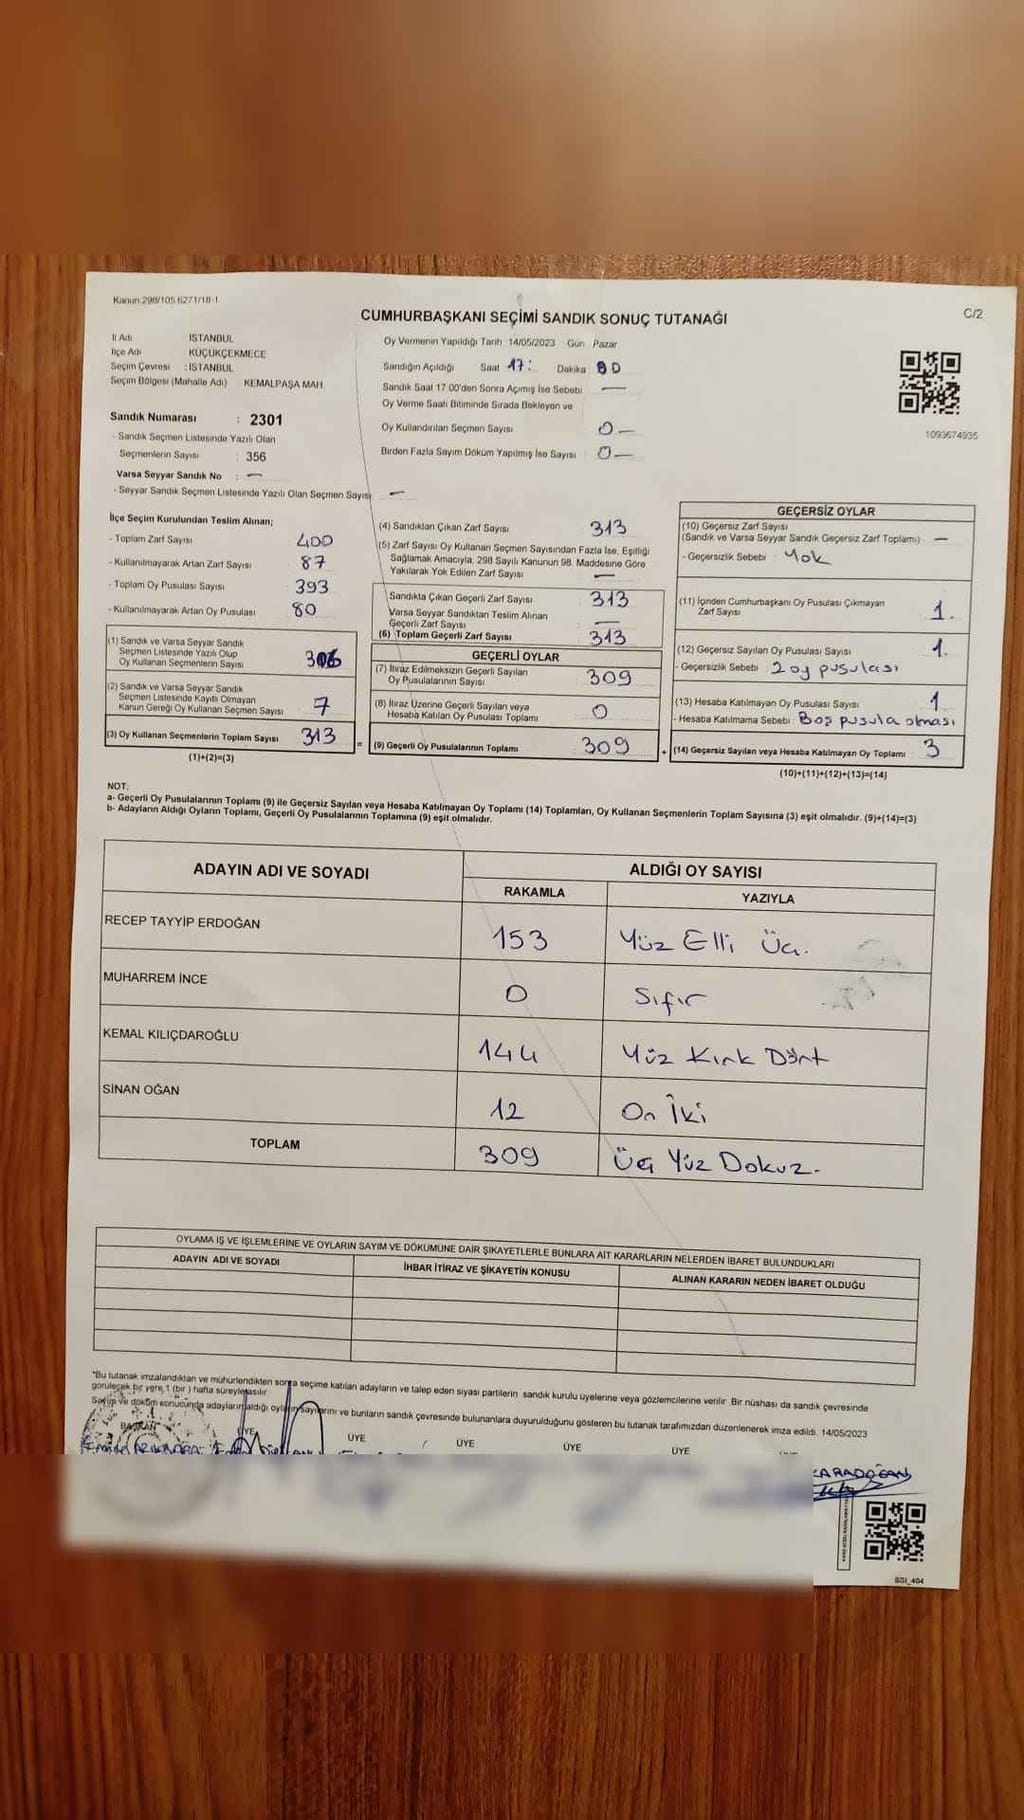 Kanun:298/105 6271/18-1
CUMHURBAŞKANI SEÇİMİ SANDIK SONUÇ TUTANAĞI
C/2
İl Adı İSTANBUL
İlçe Adı KÜÇÜKÇEKMECE
Seçim Çevresi : İSTANBUL
Seçim Bölgesi (Mahalle Adı) KEMALPAŞA MAH
Oy Vermenin Yapıldığı Tarih 14/05/2023 Gün Pazar
Sandığın Açıldığı Saat 17: Dakika
Sandık Saat 17 00'den Sonra Açımış İse Sebebi —
Oy Verme Saati Bitiminde Sırada Bekleyen ve
Oy Kullandırılan Seçmen Sayısı 0 —
Birden Fazla Sayım Döküm Yapılmış İse Sayısı 0 —
1093674935
Sandık Numarası : 2301
- Sandık Seçmen Listesinde Yazılı Olan
Seçmenlerin Sayısı : 356
Varsa Seyyar Sandık No : —
- Seyyar Sandık Seçmen Listesinde Yazılı Olan Seçmen Sayısı —
İlçe Seçim Kurulundan Teslim Alınan;
- Toplam Zarf Sayısı 400
- Kullanılmayarak Artan Zarf Sayısı 87
- Toplam Oy Pusulası Sayısı 393
- Kullanılmayarak Artan Oy Pusulası 80
(1) Sandık ve Varsa Seyyar Sandık
Seçmen Listesinde Yazılı Olup
Oy Kullanan Seçmenlerin Sayısı 306
(2) Sandık ve Varsa Seyyar Sandık
Seçmen Listesinde Kayıtlı Olmayan
Kanun Gereği Oy Kullanan Seçmen Sayısı 7
(3) Oy Kullanan Seçmenlerin Toplam Sayısı 313
(1)+(2)=(3)
(4) Sandıktan Çıkan Zarf Sayısı 313
(5) Zarf Sayısı Oy Kullanan Seçmen Sayısından Fazla İse, Eşitliği
Sağlamak Amacıyla, 298 Sayılı Kanunun 98. Maddesine Göre
Yakılarak Yok Edilen Zarf Sayısı —
Sandıkta Çıkan Geçerli Zarf Sayısı 313
Varsa Seyyar Sandıktan Teslim Alınan
Geçerli Zarf Sayısı —
(6) Toplam Geçerli Zarf Sayısı 313
GEÇERLİ OYLAR
(7) İtiraz Edilmeksizin Geçerli Sayılan
Oy Pusulalarının Sayısı 309
(8) İtiraz Üzerine Geçerli Sayılan veya
Hesaba Katılan Oy Pusulası Toplamı 0
= (9) Geçerli Oy Pusulalarının Toplamı 309
GEÇERSİZ OYLAR
(10) Geçersiz Zarf Sayısı
(Sandık ve Varsa Seyyar Sandık Geçersiz Zarf Toplamı) —
- Geçersizlik Sebebi : Yok
(11) İçinden Cumhurbaşkanı Oy Pusulası Çıkmayan
Zarf Sayısı 1.
(12) Geçersiz Sayılan Oy Pusulası Sayısı 1.
- Geçersizlik Sebebi : 2 oy pusulası
(13) Hesaba Katılmayan Oy Pusulası Sayısı 1
- Hesaba Katılmama Sebebi : Boş pusula olması
+ (14) Geçersiz Sayılan veya Hesaba Katılmayan Oy Toplamı 3
(10)+(11)+(12)+(13)=(14)
NOT:
a- Geçerli Oy Pusulalarının Toplamı (9) ile Geçersiz Sayılan veya Hesaba Katılmayan Oy Toplamı (14) Toplamları, Oy Kullanan Seçmenlerin Toplam Sayısına (3) eşit olmalıdır. (9)+(14)=(3)
b- Adayların Aldığı Oyların Toplamı, Geçerli Oy Pusulalarının Toplamına (9) eşit olmalıdır.
ADAYIN ADI VE SOYADI ALDIĞI OY SAYISI
RAKAMLA YAZIYLA
RECEP TAYYİP ERDOĞAN 153 Yüz Elli Üç.
MUHARREM İNCE 0 Sıfır
KEMAL KILIÇDAROĞLU 144 Yüz Kırk Dört
SİNAN OĞAN 12 On İki
TOPLAM 309 Üç Yüz Dokuz.
OYLAMA İŞ VE İŞLEMLERİNE VE OYLARIN SAYIM VE DÖKÜMÜNE DAİR ŞİKAYETLERLE BUNLARA AİT KARARLARIN NELERDEN İBARET BULUNDUKLARI
ADAYIN ADI VE SOYADI İHBAR İTİRAZ VE ŞİKAYETİN KONUSU ALINAN KARARIN NEDEN İBARET OLDUĞU
*Bu tutanak imzalandıktan ve mühürlendikten sonra seçime katılan adayların ve talep eden siyasi partilerin sandık kurulu üyelerine veya gözlemcilerine verilir. Bir nüshası da sandık çevresinde
görülecek bir yere 1 (bir) hafta süreyle asılır
Sayım ve döküm sonucunda adayların aldığı oyların sayılarını ve bunların sandık çevresinde bulunanlara duyurulduğunu gösteren bu tutanak tarafımızdan düzenlenerek imza edildi. 14/05/2023
BAŞKAN ÜYE ÜYE ÜYE ÜYE ÜYE
KARADOĞAN
SSI_404